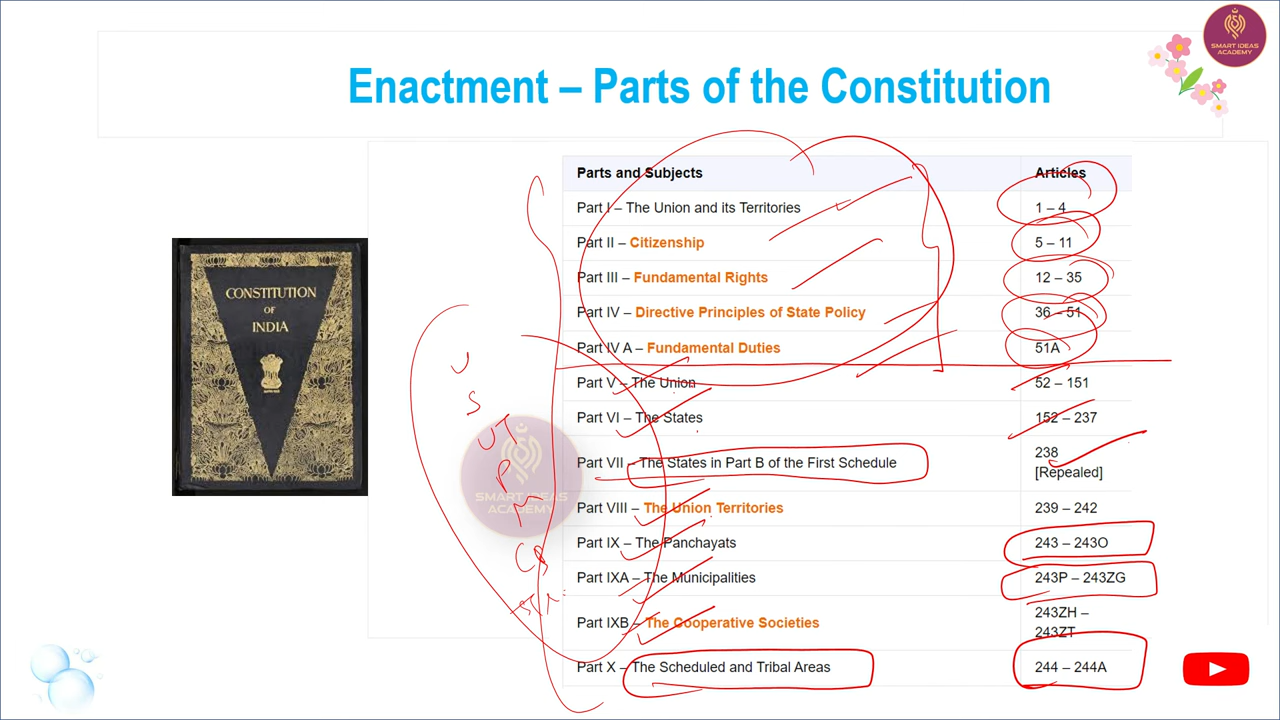 SMART IDEAS
ACADEMY
Enactment – Parts of the Constitution
CONSTITUTION
OF
INDIA
Parts and Subjects Articles
Part I – The Union and its Territories 1 – 4
Part II – Citizenship 5 – 11
Part III – Fundamental Rights 12 – 35
Part IV – Directive Principles of State Policy 36 – 51
Part IV A – Fundamental Duties 51A
Part V – The Union 52 – 151
Part VI – The States 152 – 237
Part VII – The States in Part B of the First Schedule 238
[Repealed]
Part VIII – The Union Territories 239 – 242
Part IX – The Panchayats 243 – 243O
Part IXA – The Municipalities 243P – 243ZG
Part IXB – The Cooperative Societies 243ZH –
243ZT
Part X – The Scheduled and Tribal Areas 244 – 244A
U
S
UT
P
M
SMART IDEAS
ACADEMY